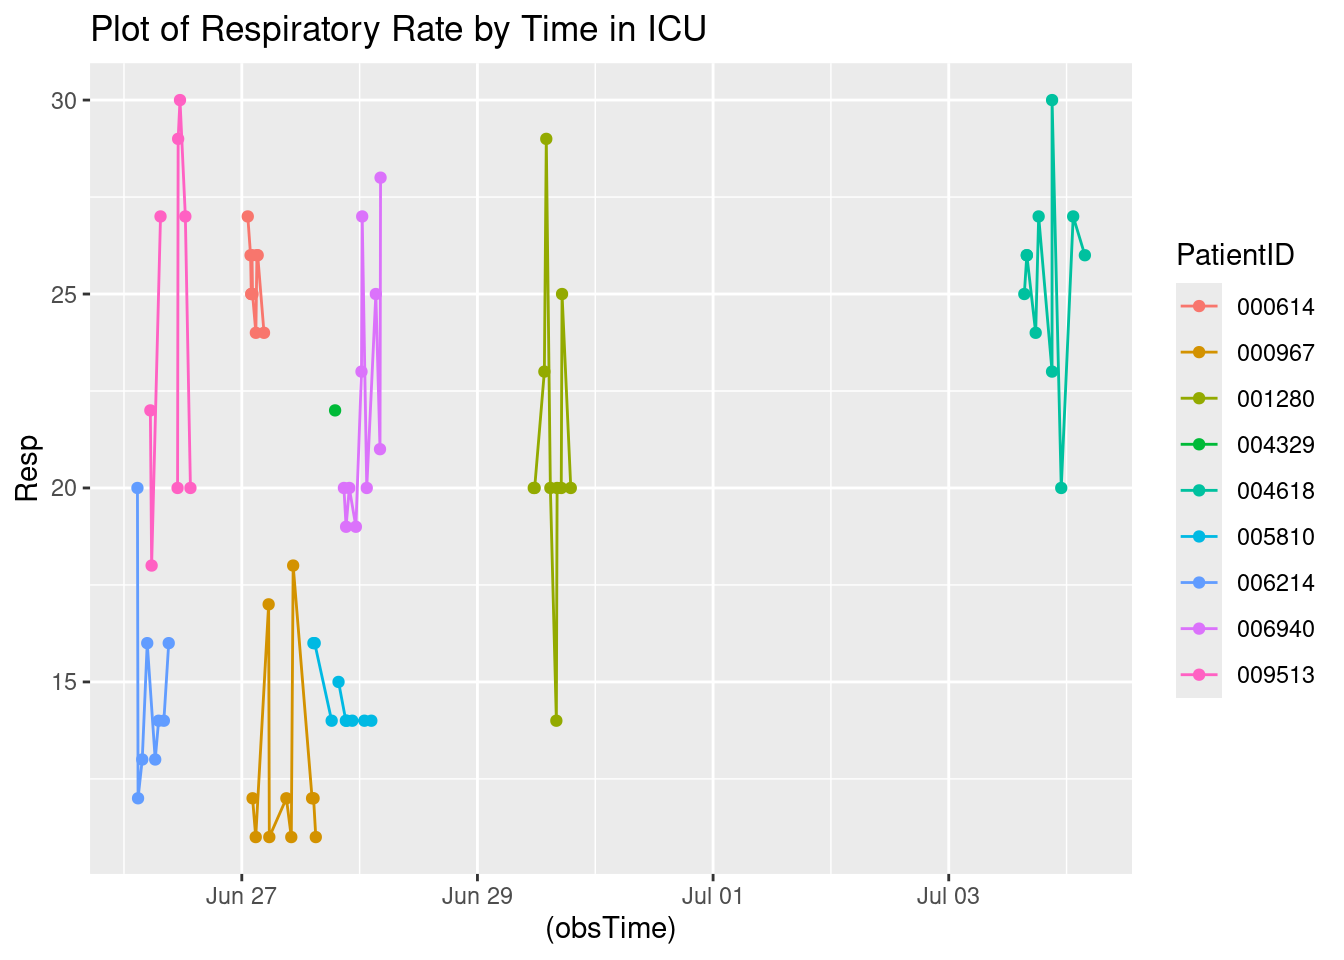 Plot of Respiratory Rate by Time in ICU
30
25
20
15
Resp
Jun 27
Jun 29
Jul 01
Jul 03
(obsTime)
PatientID
000614
000967
001280
004329
004618
005810
006214
006940
009513